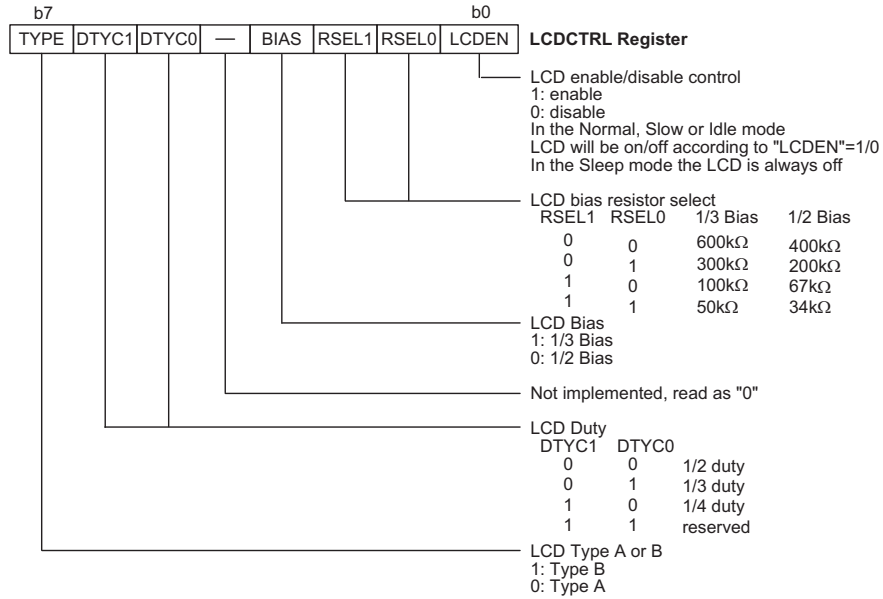 b7 b0
TYPE DTYC1 DTYC0 — BIAS RSEL1 RSEL0 LCDEN LCDCTRL Register
LCD enable/disable control
1: enable
0: disable
In the Normal, Slow or Idle mode
LCD will be on/off according to "LCDEN"=1/0
In the Sleep mode the LCD is always off
LCD bias resistor select
RSEL1 RSEL0 1/3 Bias 1/2 Bias
0 0 600kΩ 400kΩ
0 1 300kΩ 200kΩ
1 0 100kΩ 67kΩ
1 1 50kΩ 34kΩ
LCD Bias
1: 1/3 Bias
0: 1/2 Bias
Not implemented, read as "0"
LCD Duty
DTYC1 DTYC0
0 0 1/2 duty
0 1 1/3 duty
1 0 1/4 duty
1 1 reserved
LCD Type A or B
1: Type B
0: Type A